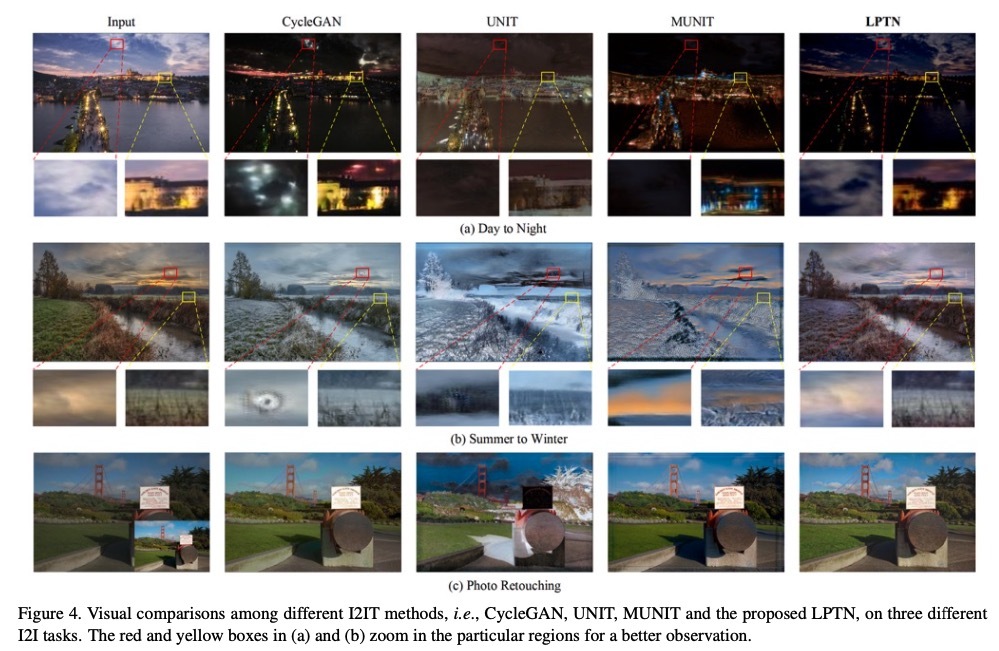 Input CycleGAN UNIT MUNIT LPTN
(a) Day to Night
(b) Summer to Winter
(c) Photo Retouching
Figure 4. Visual comparisons among different I2IT methods, i.e., CycleGAN, UNIT, MUNIT and the proposed LPTN, on three different
I2I tasks. The red and yellow boxes in (a) and (b) zoom in the particular regions for a better observation.